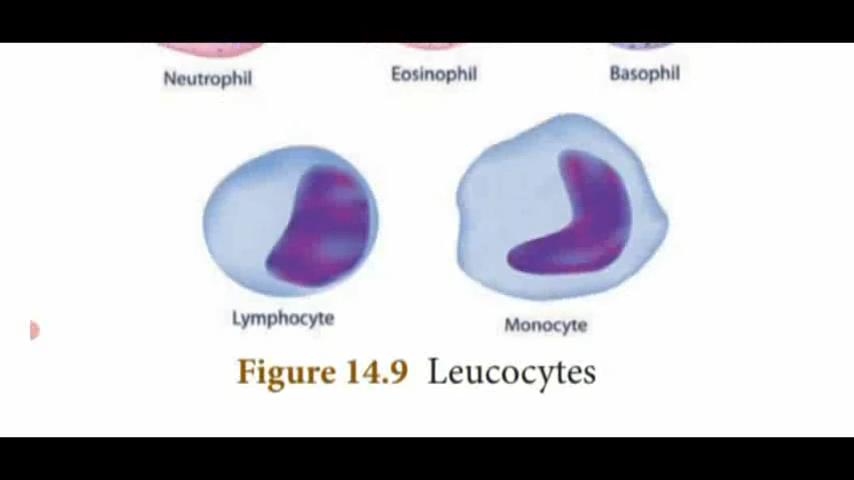 Neutrophil
Eosinophil
Basophil
Lymphocyte
Monocyte
Figure 14.9 Leucocytes